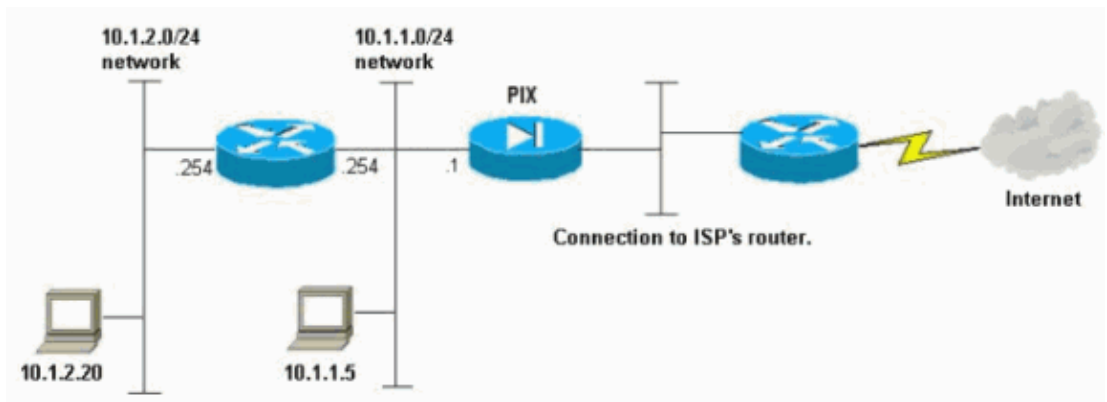 10.1.2.0/24
network
10.1.1.0/24
network
PIX
.254
.254
.1
Internet
Connection to ISP's router.
10.1.2.20
10.1.1.5